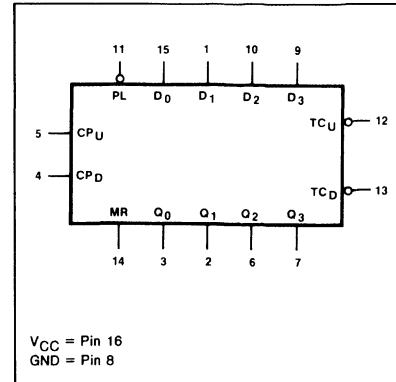 11 15 1 10 9
PL D0 D1 D2 D3
TCU 12
5 CPU
4 CPD
TCD 13
MR Q0 Q1 Q2 Q3
14 3 2 6 7
VCC = Pin 16
GND = Pin 8